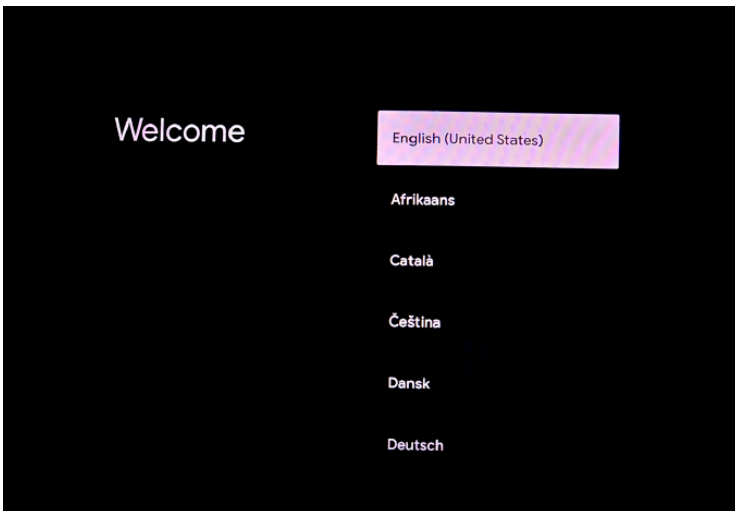 Welcome
English (United States)
Afrikaans
Català
Čeština
Dansk
Deutsch